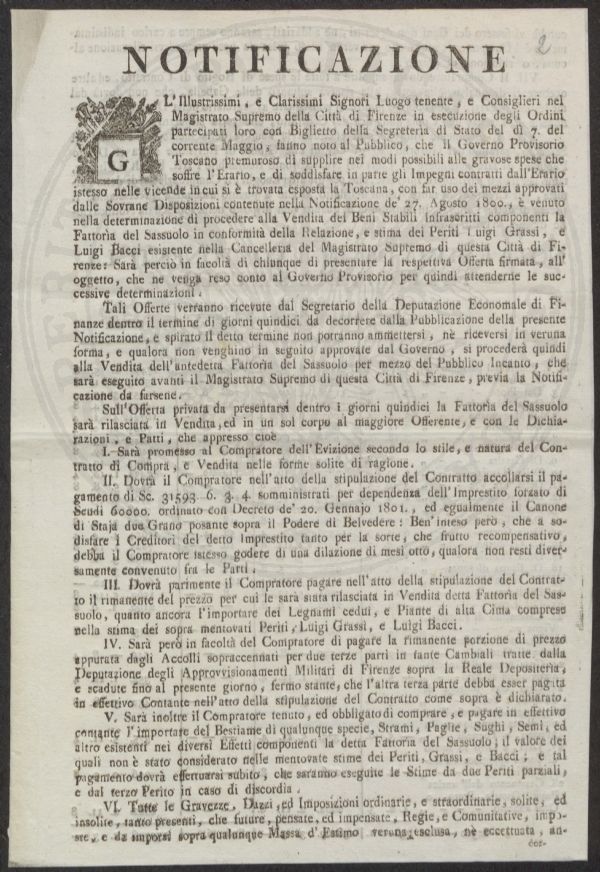 2
NOTIFICAZIONE
GL'Illustrissimi, e Clarissimi Signori Luogo tenente, e Consiglieri nel
Magistrato Supremo della Città di Firenze in esecuzione degli Ordini
partecipati loro con Biglietto della Segreteria di Stato del dì 7. del
corrente Maggio, fanno noto al Pubblico, che il Governo Provisorio
Toscano premuroso di supplire nei modi possibili alle gravose spese che
soffre l'Erario, e di soddisfare in parte gli Impegni contratti dall'Erario
istesso nelle vicende in cui si è trovata esposta la Toscana, con far uso dei mezzi approvati
dalle Sovrane Disposizioni contenute nella Notificazione de' 27. Agosto 1800., è venuto
nella determinazione di procedere alla Vendita dei Beni Stabili infrascritti componenti la
Fattorìa del Sassuolo in conformità della Relazione, e stima dei Periti Luigi Grassi, e
Luigi Bacci esistente nella Cancelleria del Magistrato Supremo di questa Città di Fi-
renze: Sarà perciò in facoltà di chiunque di presentare la respettiva Offerta firmata, all'
oggetto, che ne venga reso conto al Governo Provisorio per quindi attenderne le suc-
cessive determinazioni.
Tali Offerte verranno ricevute dal Segretario della Deputazione Economale di Fi-
nanze dentro il termine di giorni quindici da decorrere dalla Pubblicazione della presente
Notificazione, e spirato il detto termine non potranno ammettersi, nè riceversi in veruna
forma, e qualora non venghino in seguito approvate dal Governo, si procederà quindi
alla Vendita dell'antedetta Fattorìa del Sassuolo per mezzo del Pubblico Incanto, che
sarà eseguito avanti il Magistrato Supremo di questa Città di Firenze, previa la Notifi-
cazione da farsene.
Sull'Offerta privata da presentarsi dentro i giorni quindici la Fattorìa del Sassuolo
sarà rilasciata in Vendita, ed in un sol corpo al maggiore Offerente, e con le Dichia-
razioni, e Patti, che appresso cioè
I. Sarà promesso al Compratore dell'Evizione secondo lo stile, e natura del Con-
tratto di Compra, e Vendita nelle forme solite di ragione.
II. Dovrà il Compratore nell'atto della stipulazione del Contratto accollarsi il pa-
gamento di Sc. 31593. 6. 3. 4. somministrati per dependenza dell'Imprestito forzato di
Scudi 60000. ordinato con Decreto de' 20. Gennajo 1801., ed egualmente il Canone
di Staja due Grano posante sopra il Podere di Belvedere: Ben'inteso però, che a so-
disfare i Creditori del detto Imprestito tanto per la sorte, che frutto recompensativo,
debba il Compratore istesso godere di una dilazione di mesi otto, qualora non resti diver-
samente convenuto fra le Parti.
III. Dovrà parimente il Compratore pagare nell'atto della stipulazione del Contrat-
to il rimanente del prezzo per cui le sarà stata rilasciata in Vendita detta Fattorìa del Sas-
suolo, quanto ancora l'importare dei Legnami cedui, e Piante di alta Cima comprese
nella stima dei sopra mentovati Periti, Luigi Grassi, e Luigi Bacci.
IV. Sarà però in facoltà del Compratore di pagare la rimanente porzione di prezzo
appurata dagli Accolli sopraccennati per due terze parti in tante Cambiali tratte dalla
Deputazione degli Approvvisionamenti Militari di Firenze sopra la Reale Depositerìa,
e scadute fino al presente giorno, fermo stante, che l'altra terza parte debba esser pagata
in effettivo Contante nell'atto della stipulazione del Contratto come sopra è dichiarato.
V. Sarà inoltre il Compratore tenuto, ed obbligato di comprare, e pagare in effettivo
contante l'importare del Bestiame di qualunque specie, Strami, Paglie, Sughi, Semi, ed
altro esistenti nei diversi Effetti componenti la detta Fattorìa del Sassuolo; il valore dei
quali non è stato considerato nelle mentovate stime dei Periti, Grassi, e Bacci; e tal
pagamento dovrà effettuarsi subito, che saranno eseguite le Stime da due Periti parziali,
e dal terzo Perito in caso di discordia.
VI. Tutte le Gravezze, Dazzi, ed Imposizioni ordinarie, e straordinarie, solite, ed
insolite, tanto presenti, che future, pensate, ed impensate, Regie, e Comunitative, impo-
ste, e da imporsi sopra qualunque Massa d'Estimo veruna esclusa, nè eccettuata, an-
cor-